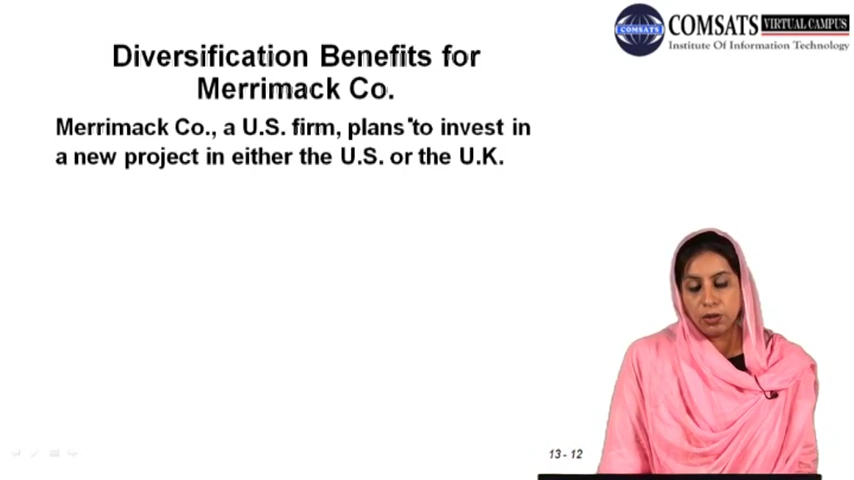 COMSATS
COMSATS VIRTUAL CAMPUS
Institute Of Information Technology
Diversification Benefits for
Merrimack Co.
Merrimack Co., a U.S. firm, plans to invest in
a new project in either the U.S. or the U.K.
13 - 12